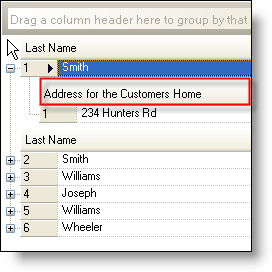 Drag a column header here to group by that
Last Name
1 Smith
Address for the Customers Home
1 234 Hunters Rd
Last Name
2 Smith
3 Williams
4 Joseph
5 Williams
6 Wheeler